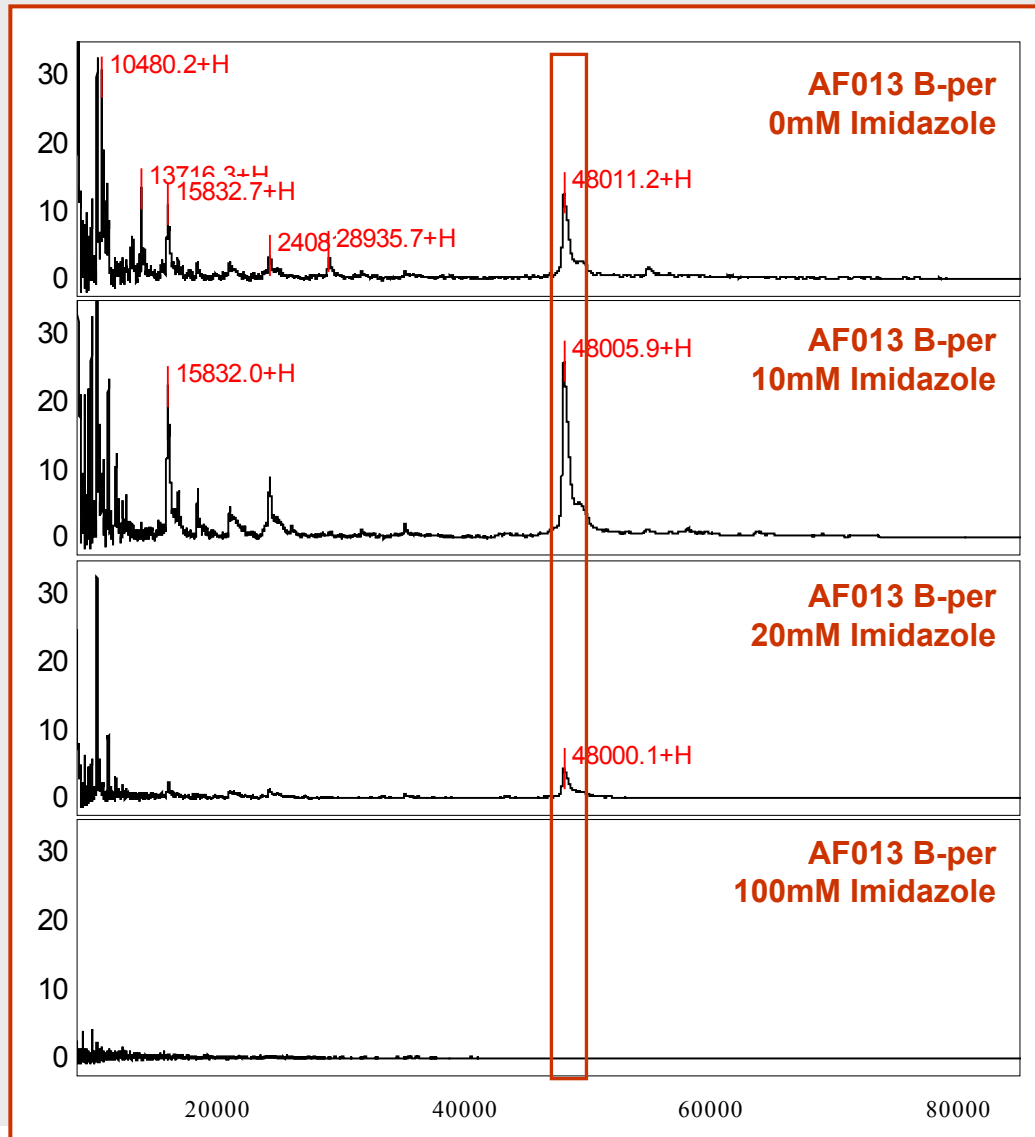 30
20
10
0
10480.2+H
13716.3+H
15832.7+H
2408
28935.7+H
48011.2+H
AF013 B-per
0mM Imidazole
30
20
10
0
15832.0+H
48005.9+H
AF013 B-per
10mM Imidazole
30
20
10
0
48000.1+H
AF013 B-per
20mM Imidazole
30
20
10
0
AF013 B-per
100mM Imidazole
20000 40000 60000 80000